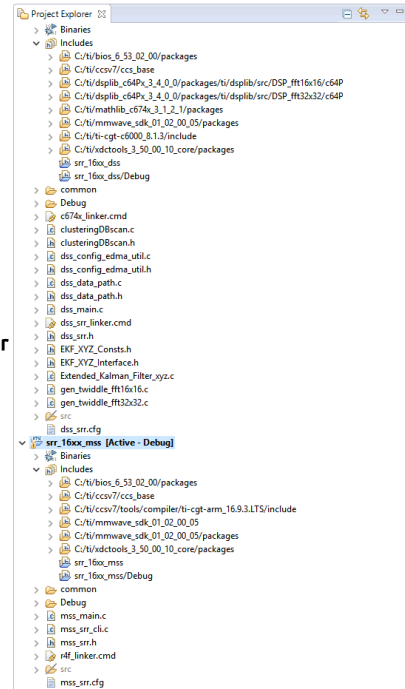 Project Explorer
Binaries
Includes
C:/ti/bios_6_53_02_00/packages
C:/ti/ccsv7/ccs_base
C:/ti/dsplib_c64Px_3_4_0_0/packages/ti/dsplib/src/DSP_fft16x16/c64P
C:/ti/dsplib_c64Px_3_4_0_0/packages/ti/dsplib/src/DSP_fft32x32/c64P
C:/ti/mathlib_c674x_3_1_2_1/packages
C:/ti/mmwave_sdk_01_02_00_05/packages
C:/ti/ti-cgt-c6000_8.1.3/include
C:/ti/xdctools_3_50_00_10_core/packages
srr_16xx_dss
srr_16xx_dss/Debug
common
Debug
c674x_linker.cmd
clusteringDBscan.c
clusteringDBscan.h
dss_config_edma_util.c
dss_config_edma_util.h
dss_data_path.c
dss_data_path.h
dss_main.c
dss_srr_linker.cmd
r
dss_srr.h
EKF_XYZ_Consts.h
EKF_XYZ_Interface.h
Extended_Kalman_Filter_xyz.c
gen_twiddle_fft16x16.c
gen_twiddle_fft32x32.c
src
dss_srr.cfg
srr_16xx_mss [Active - Debug]
Binaries
Includes
C:/ti/bios_6_53_02_00/packages
C:/ti/ccsv7/ccs_base
C:/ti/ccsv7/tools/compiler/ti-cgt-arm_16.9.3.LTS/include
C:/ti/mmwave_sdk_01_02_00_05
C:/ti/mmwave_sdk_01_02_00_05/packages
C:/ti/xdctools_3_50_00_10_core/packages
srr_16xx_mss
srr_16xx_mss/Debug
common
Debug
mss_main.c
mss_srr_cli.c
mss_srr.h
r4f_linker.cmd
src
mss_srr.cfg